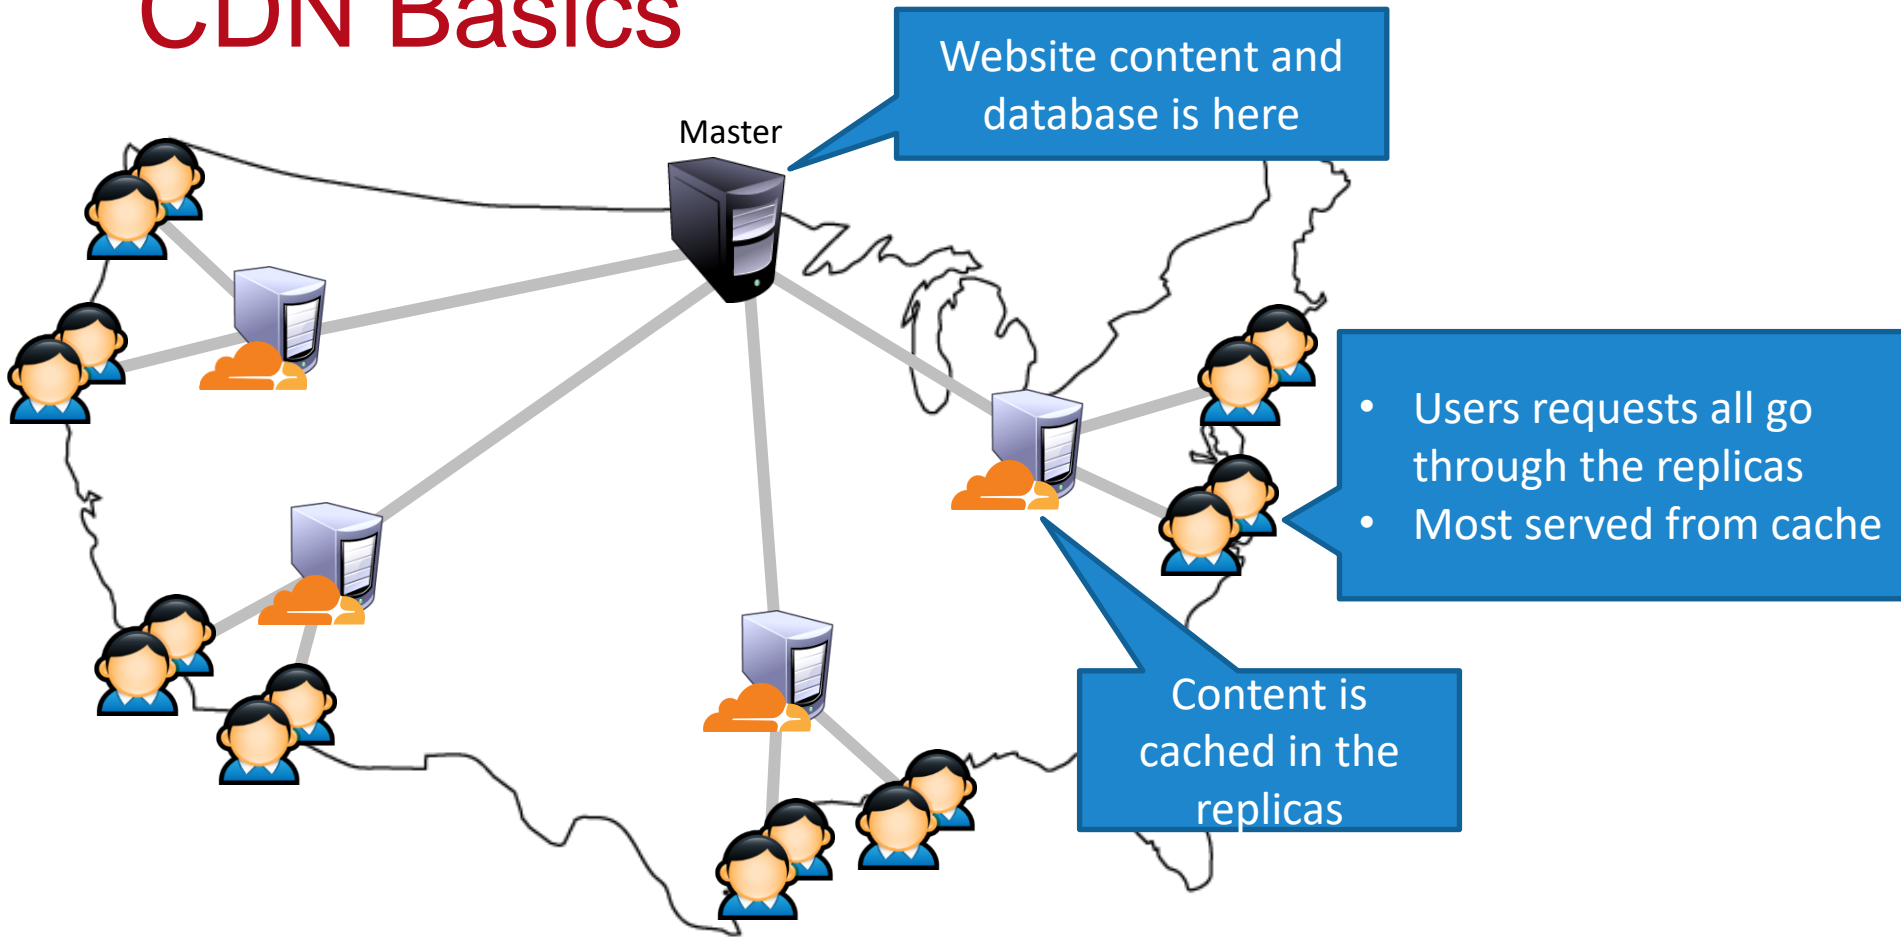 CDN Basics
Website content and
database is here
Master
• Users requests all go
through the replicas
• Most served from cache
Content is
cached in the
replicas